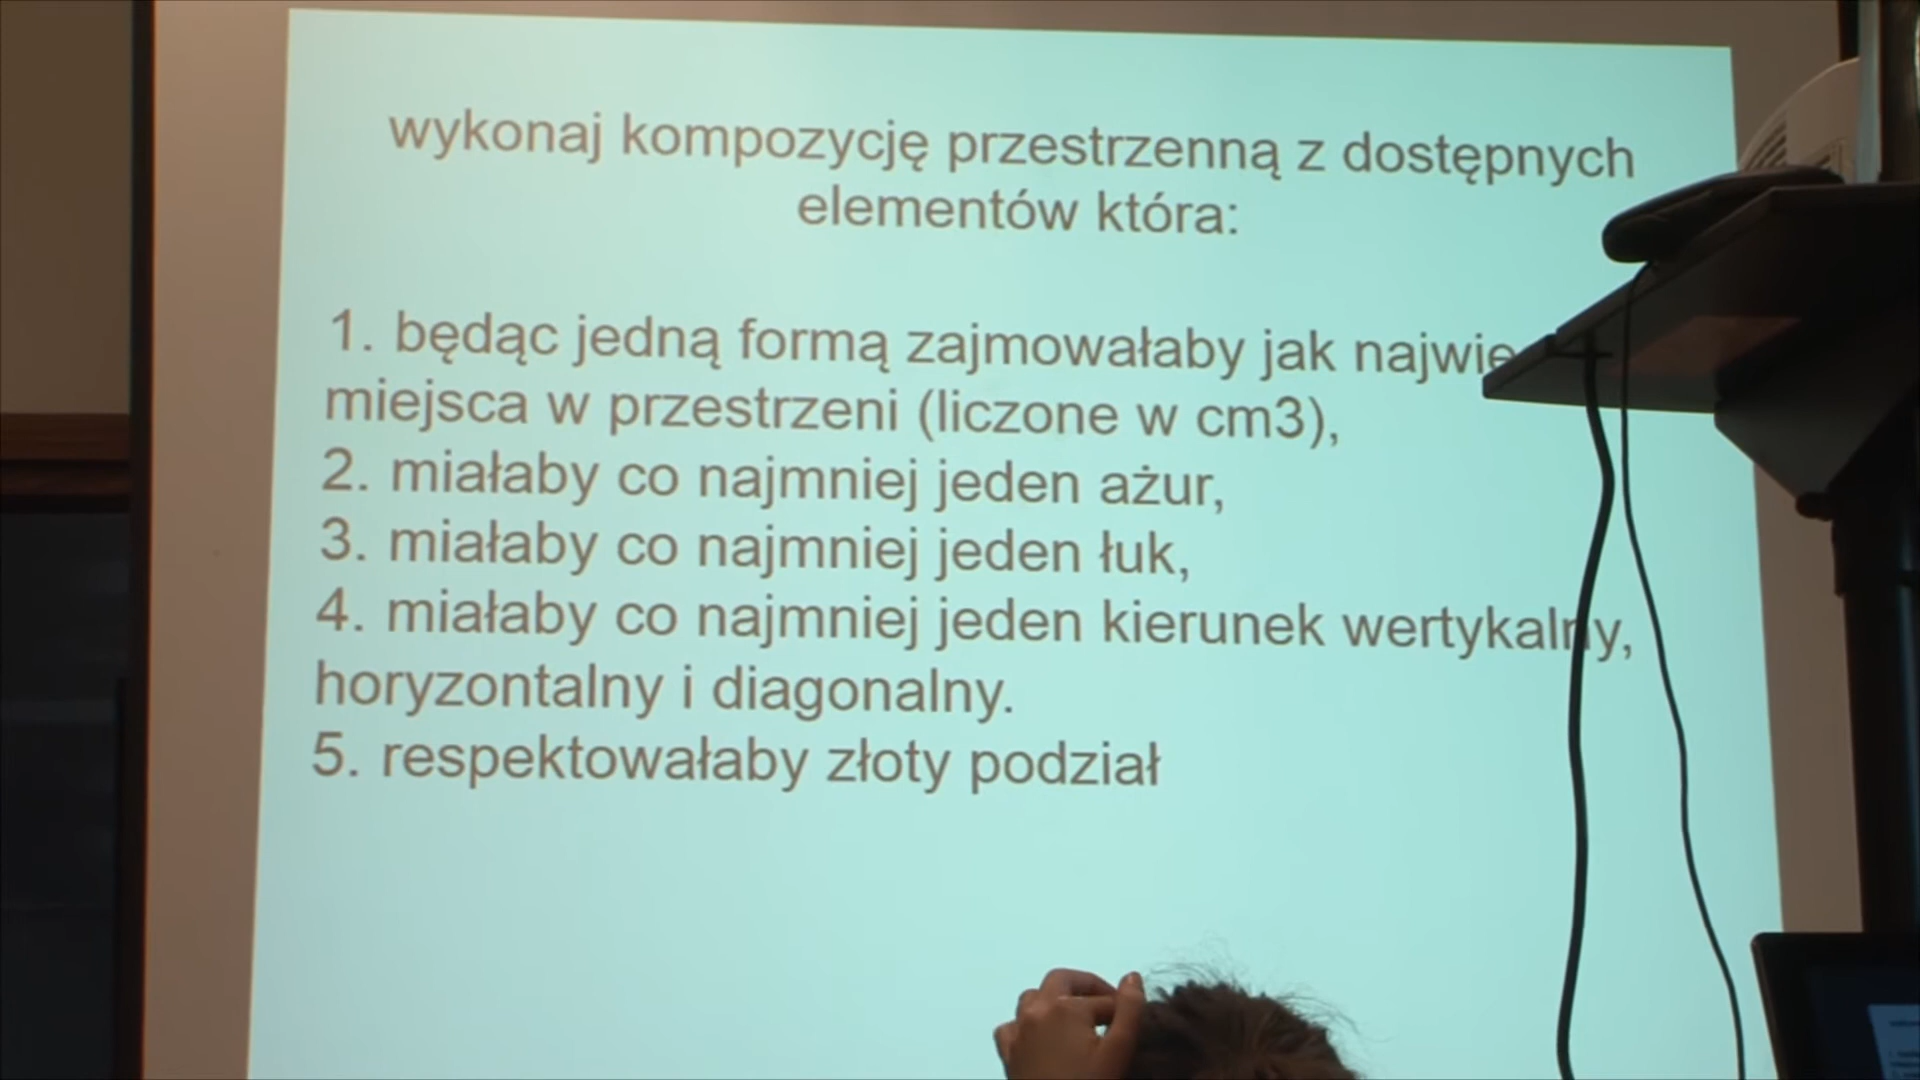 wykonaj kompozycję przestrzenną z dostępnych
elementów która:
1. będąc jedną formą zajmowałaby jak
miejsca w przestrzeni (liczone w cm3),
2. miałaby co najmniej jeden ażur,
3. miałaby co najmniej jeden łuk,
4. miałaby co najmniej jeden kierunek wertykalny,
horyzontalny i diagonalny.
5. respektowałaby złoty podział